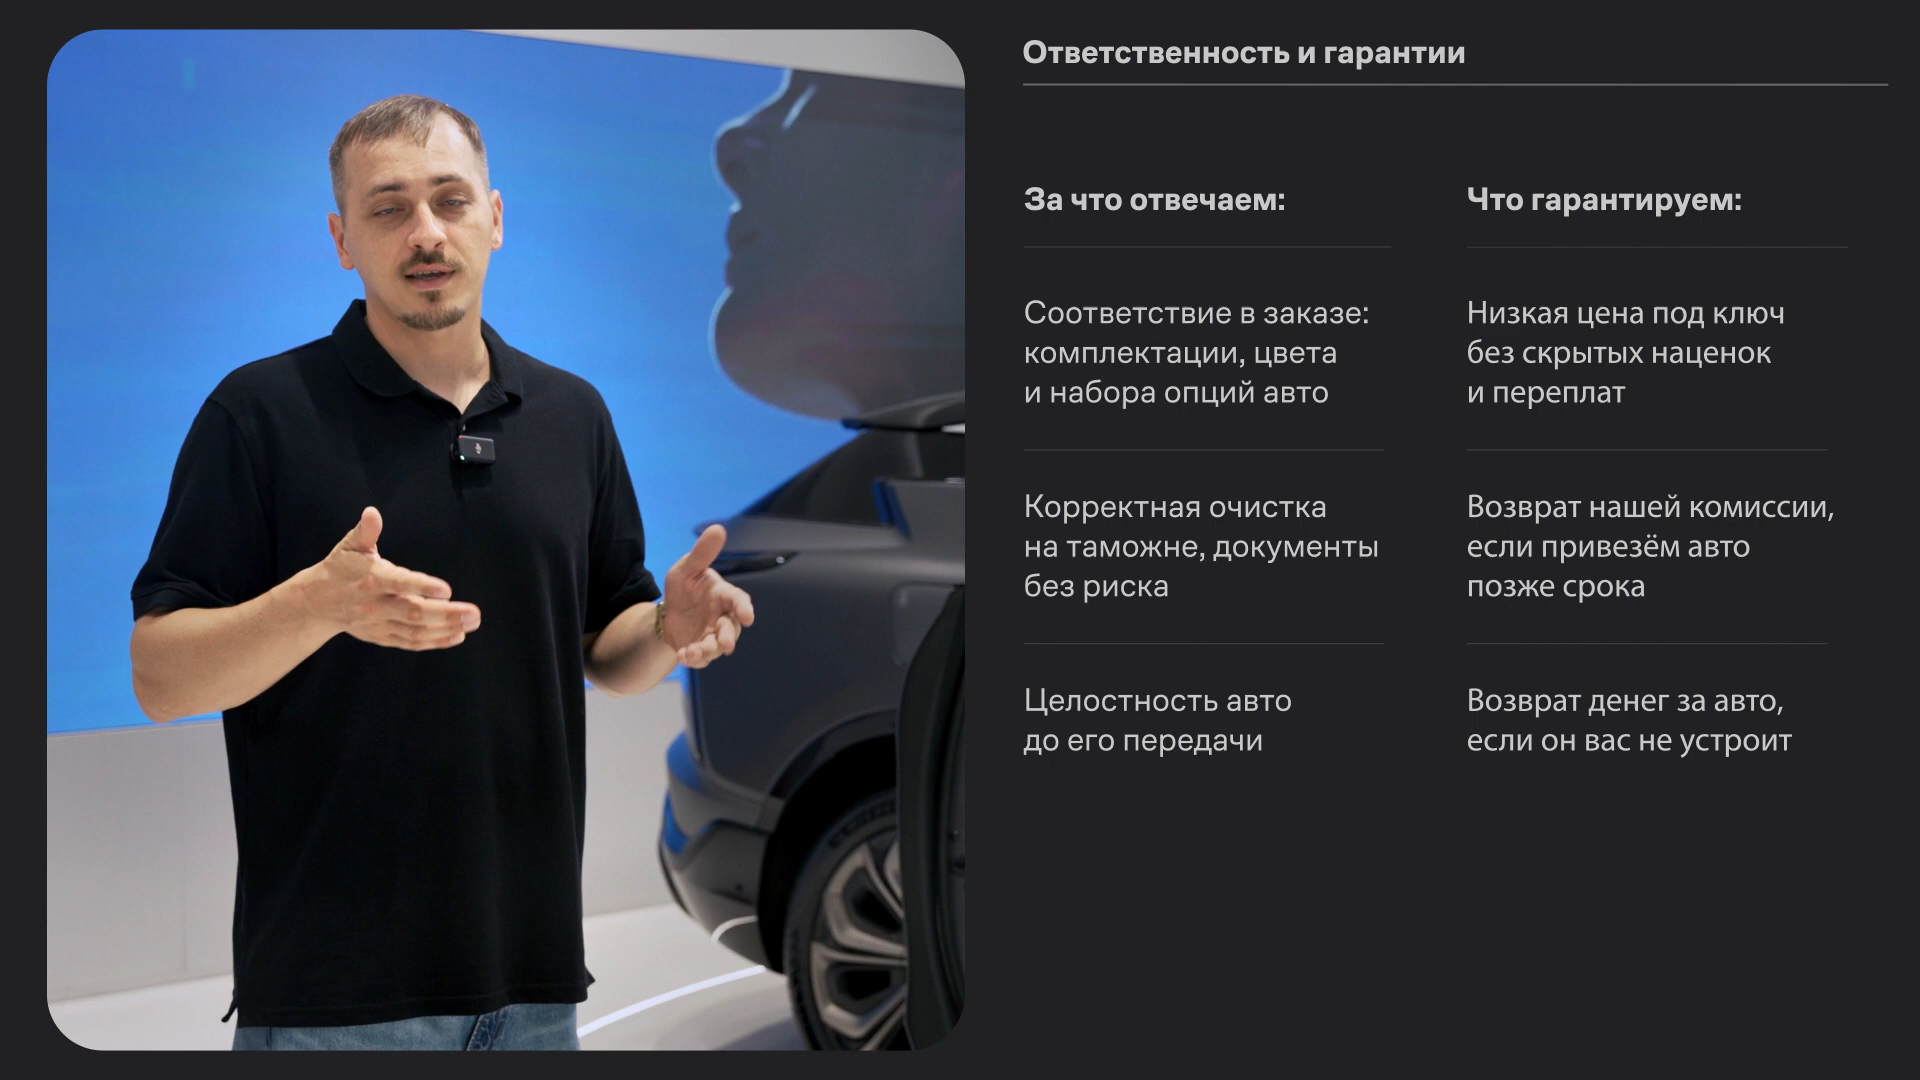 Ответственность и гарантии
За что отвечаем:
Соответствие в заказе:
комплектации, цвета
и набора опций авто
Корректная очистка
на таможне, документы
без риска
Целостность авто
до его передачи
Что гарантируем:
Низкая цена под ключ
без скрытых наценок
и переплат
Возврат нашей комиссии,
если привезём авто
позже срока
Возврат денег за авто,
если он вас не устроит